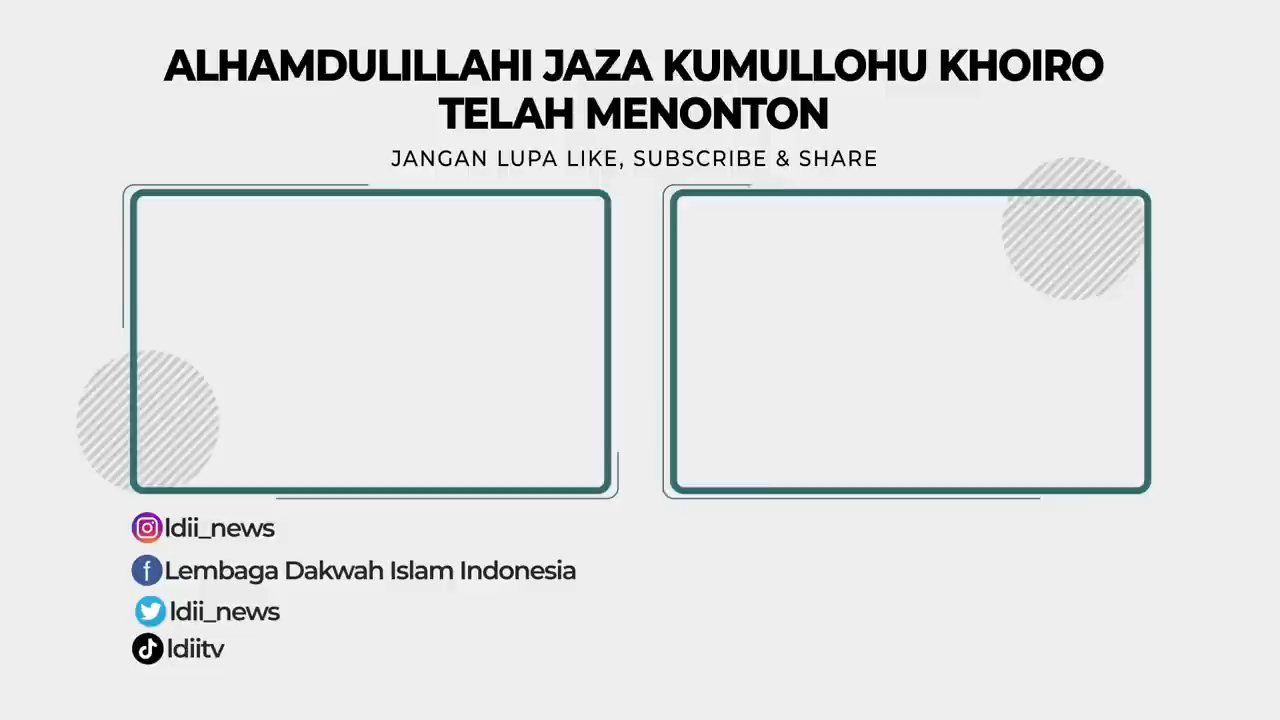 ALHAMDULILLAHI JAZA KUMULLOHU KHOIRO
TELAH MENONTON
JANGAN LUPA LIKE, SUBSCRIBE & SHARE
ldii_news
Lembaga Dakwah Islam Indonesia
ldii_news
ldiitv